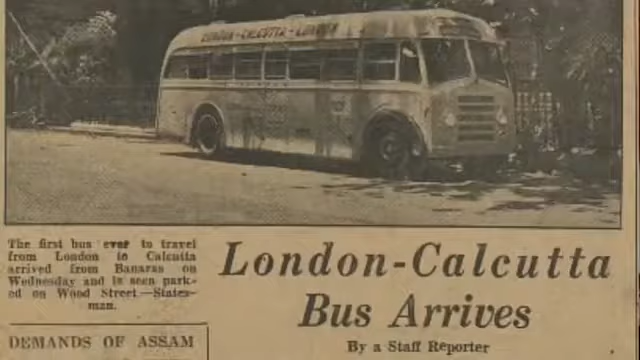 LONDON-CALCUTTA-LONDON
The first bus ever to travel
from London to Calcutta
arrived from Banaras on
Wednesday and is seen park-
ed on Wood Street—States-
man.
DEMANDS OF ASSAM
London-Calcutta
Bus Arrives
By a Staff Reporter